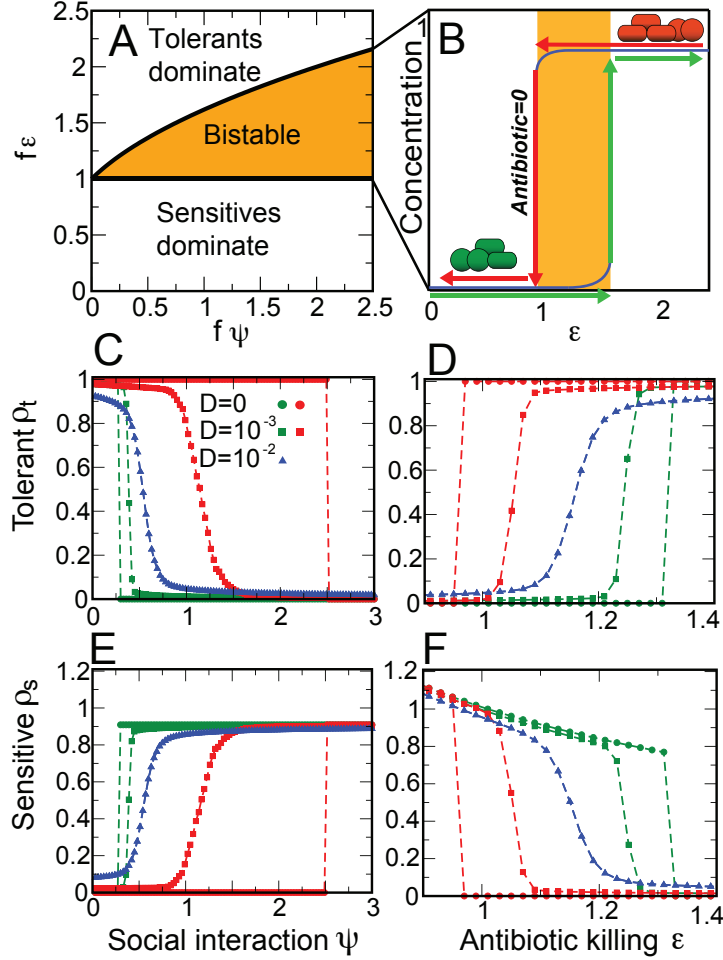 A
Tolerants
dominate
Bistable
Sensitives
dominate
2.5
2
1.5
1
0.5
0
0 0.5 1 1.5 2 2.5
f ε
f ψ
B
Concentration
1
Antibiotic=0
0 1 2
ε
C
Tolerant ρt
1
0.8
0.6
0.4
0.2
0
D=0
D=10-3
D=10-2
0 1 2 3
D
1
0.8
0.6
0.4
0.2
0
1 1.2 1.4
E
Sensitive ρs
1.2
1
0.8
0.6
0.4
0.2
0
0 1 2 3
Social interaction ψ
F
1.2
1
0.8
0.6
0.4
0.2
0
1 1.2 1.4
Antibiotic killing ε